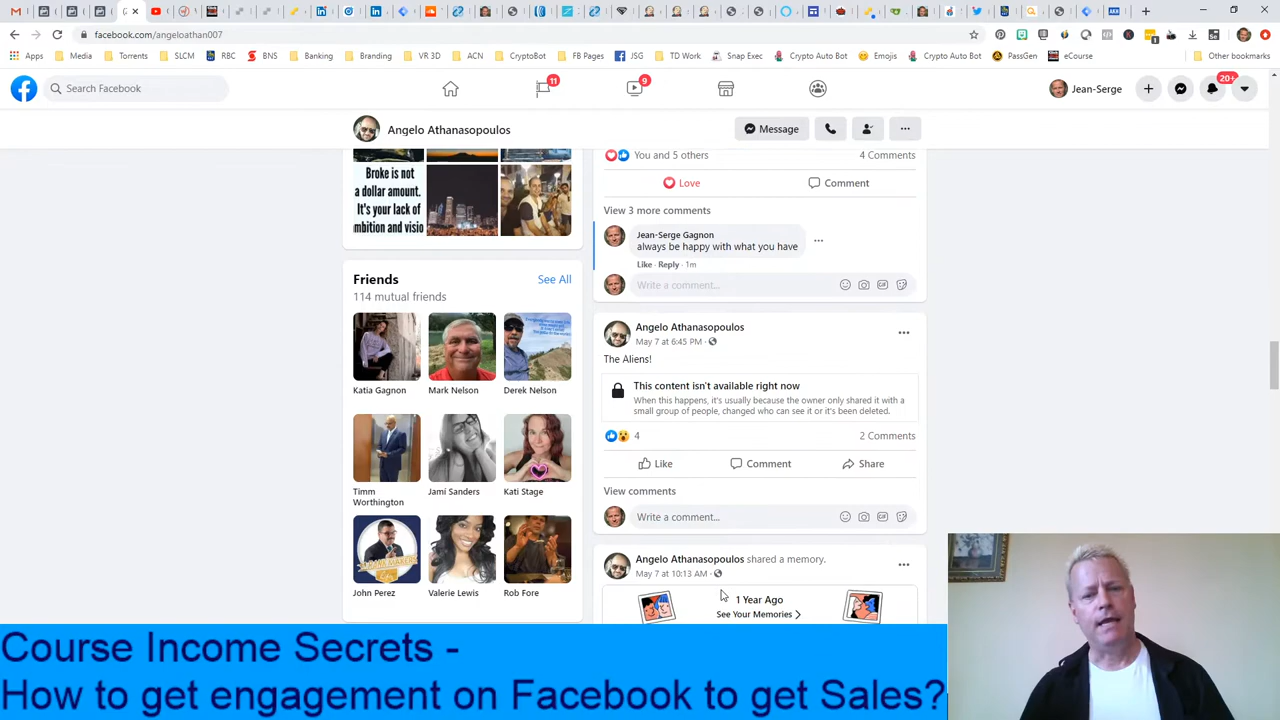 facebook.com/angeloathan007
Apps
Media
Torrents
SLCM
RBC
BNS
Banking
Branding
VR 3D
ACN
CryptoBot
FB Pages
JSG
TD Work
Snap Exec
Crypto Auto Bot
Emojis
Crypto Auto Bot
PassGen
eCourse
Other bookmarks
Search Facebook
11
9
Jean-Serge
20+
Angelo Athanasopoulos
Message
Broke is not
a dollar amount.
It's your lack of
mbition and visio
Friends
See All
114 mutual friends
Katia Gagnon
Mark Nelson
Derek Nelson
Timm
Worthington
Jamí Sanders
Kati Stage
John Perez
Valerie Lewis
Rob Fore
You and 5 others
4 Comments
Love
Comment
View 3 more comments
Jean-Serge Gagnon
always be happy with what you have
Like · Reply · 1m
Write a comment...
Angelo Athanasopoulos
May 7 at 6:45 PM ·
The Aliens!
This content isn't available right now
When this happens, it's usually because the owner only shared it with a
small group of people, changed who can see it or it's been deleted.
4
2 Comments
Like
Comment
Share
View comments
Write a comment...
Angelo Athanasopoulos shared a memory.
May 7 at 10:13 AM ·
1 Year Ago
See Your Memories
Course Income Secrets -
How to get engagement on Facebook to get Sales?